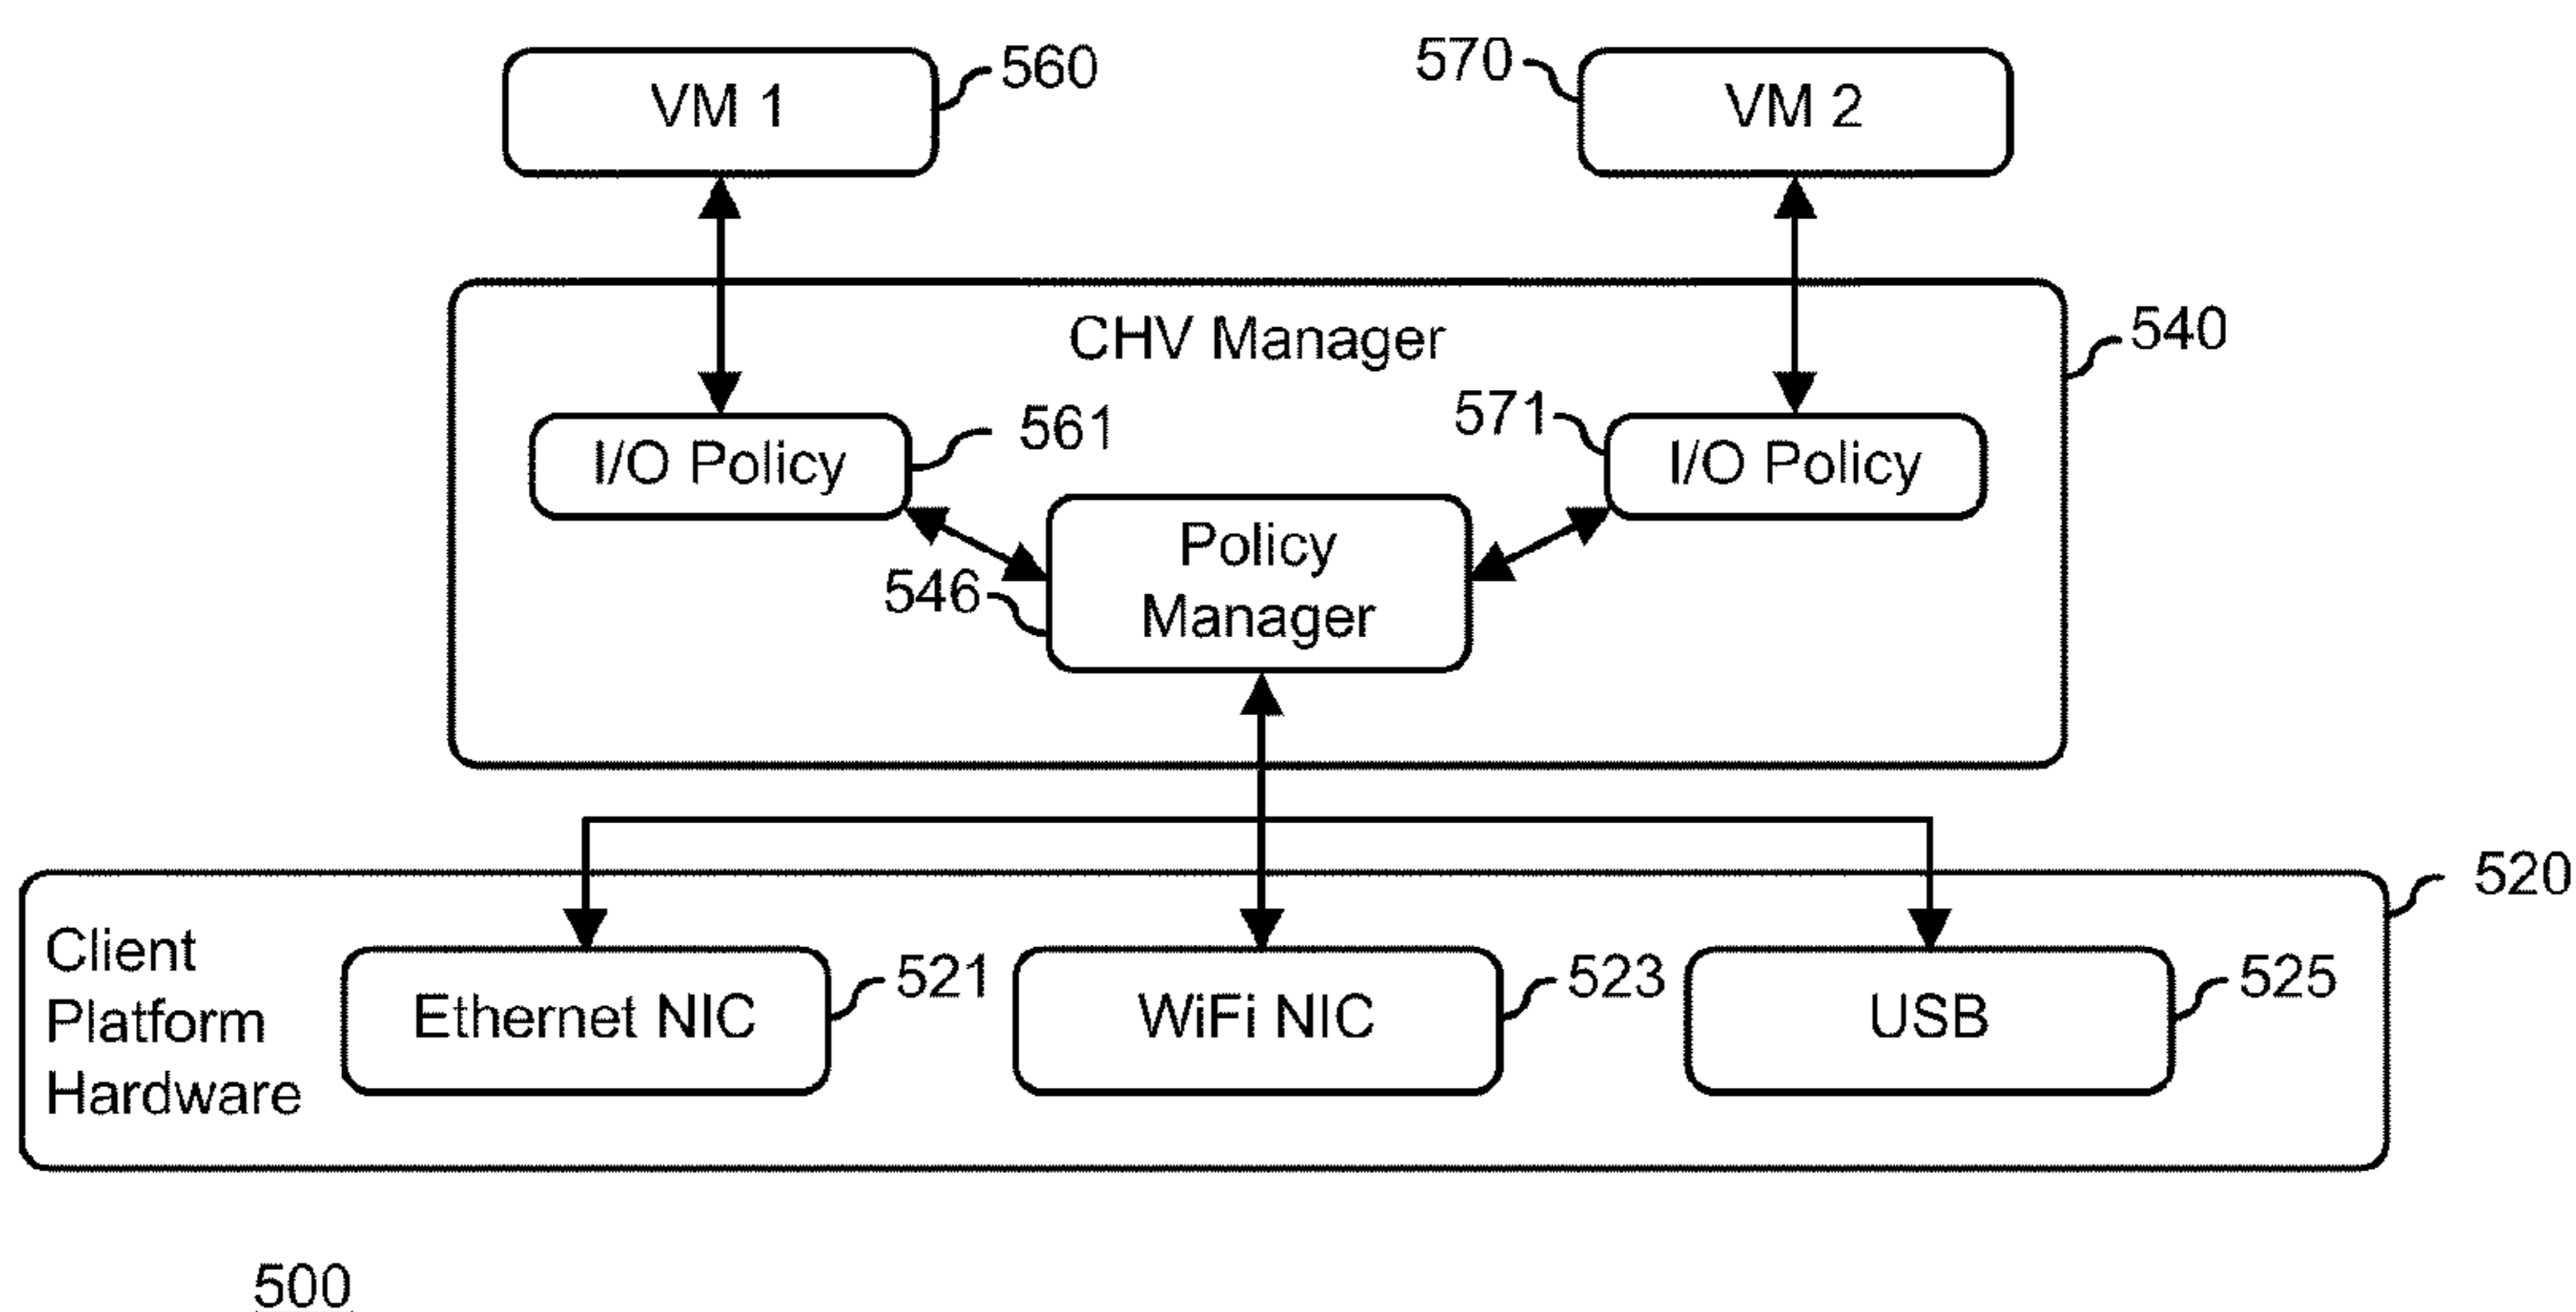 VM 1
560
570
VM 2
CHV Manager
540
I/O Policy
561
571
I/O Policy
546
Policy
Manager
520
Client
Platform
Hardware
Ethernet NIC
521
WiFi NIC
523
USB
525
500